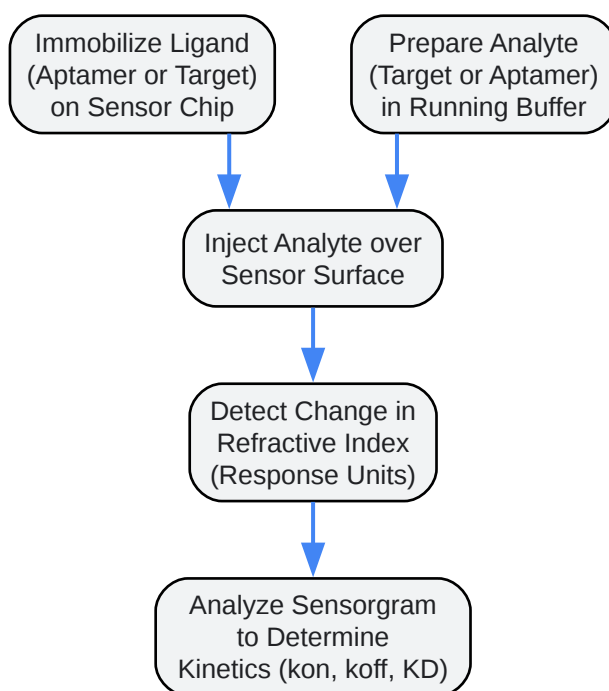 Immobilize Ligand
(Aptamer or Target)
on Sensor Chip
Prepare Analyte
(Target or Aptamer)
in Running Buffer
Inject Analyte over
Sensor Surface
Detect Change in
Refractive Index
(Response Units)
Analyze Sensorgram
to Determine
Kinetics (kon, koff, KD)